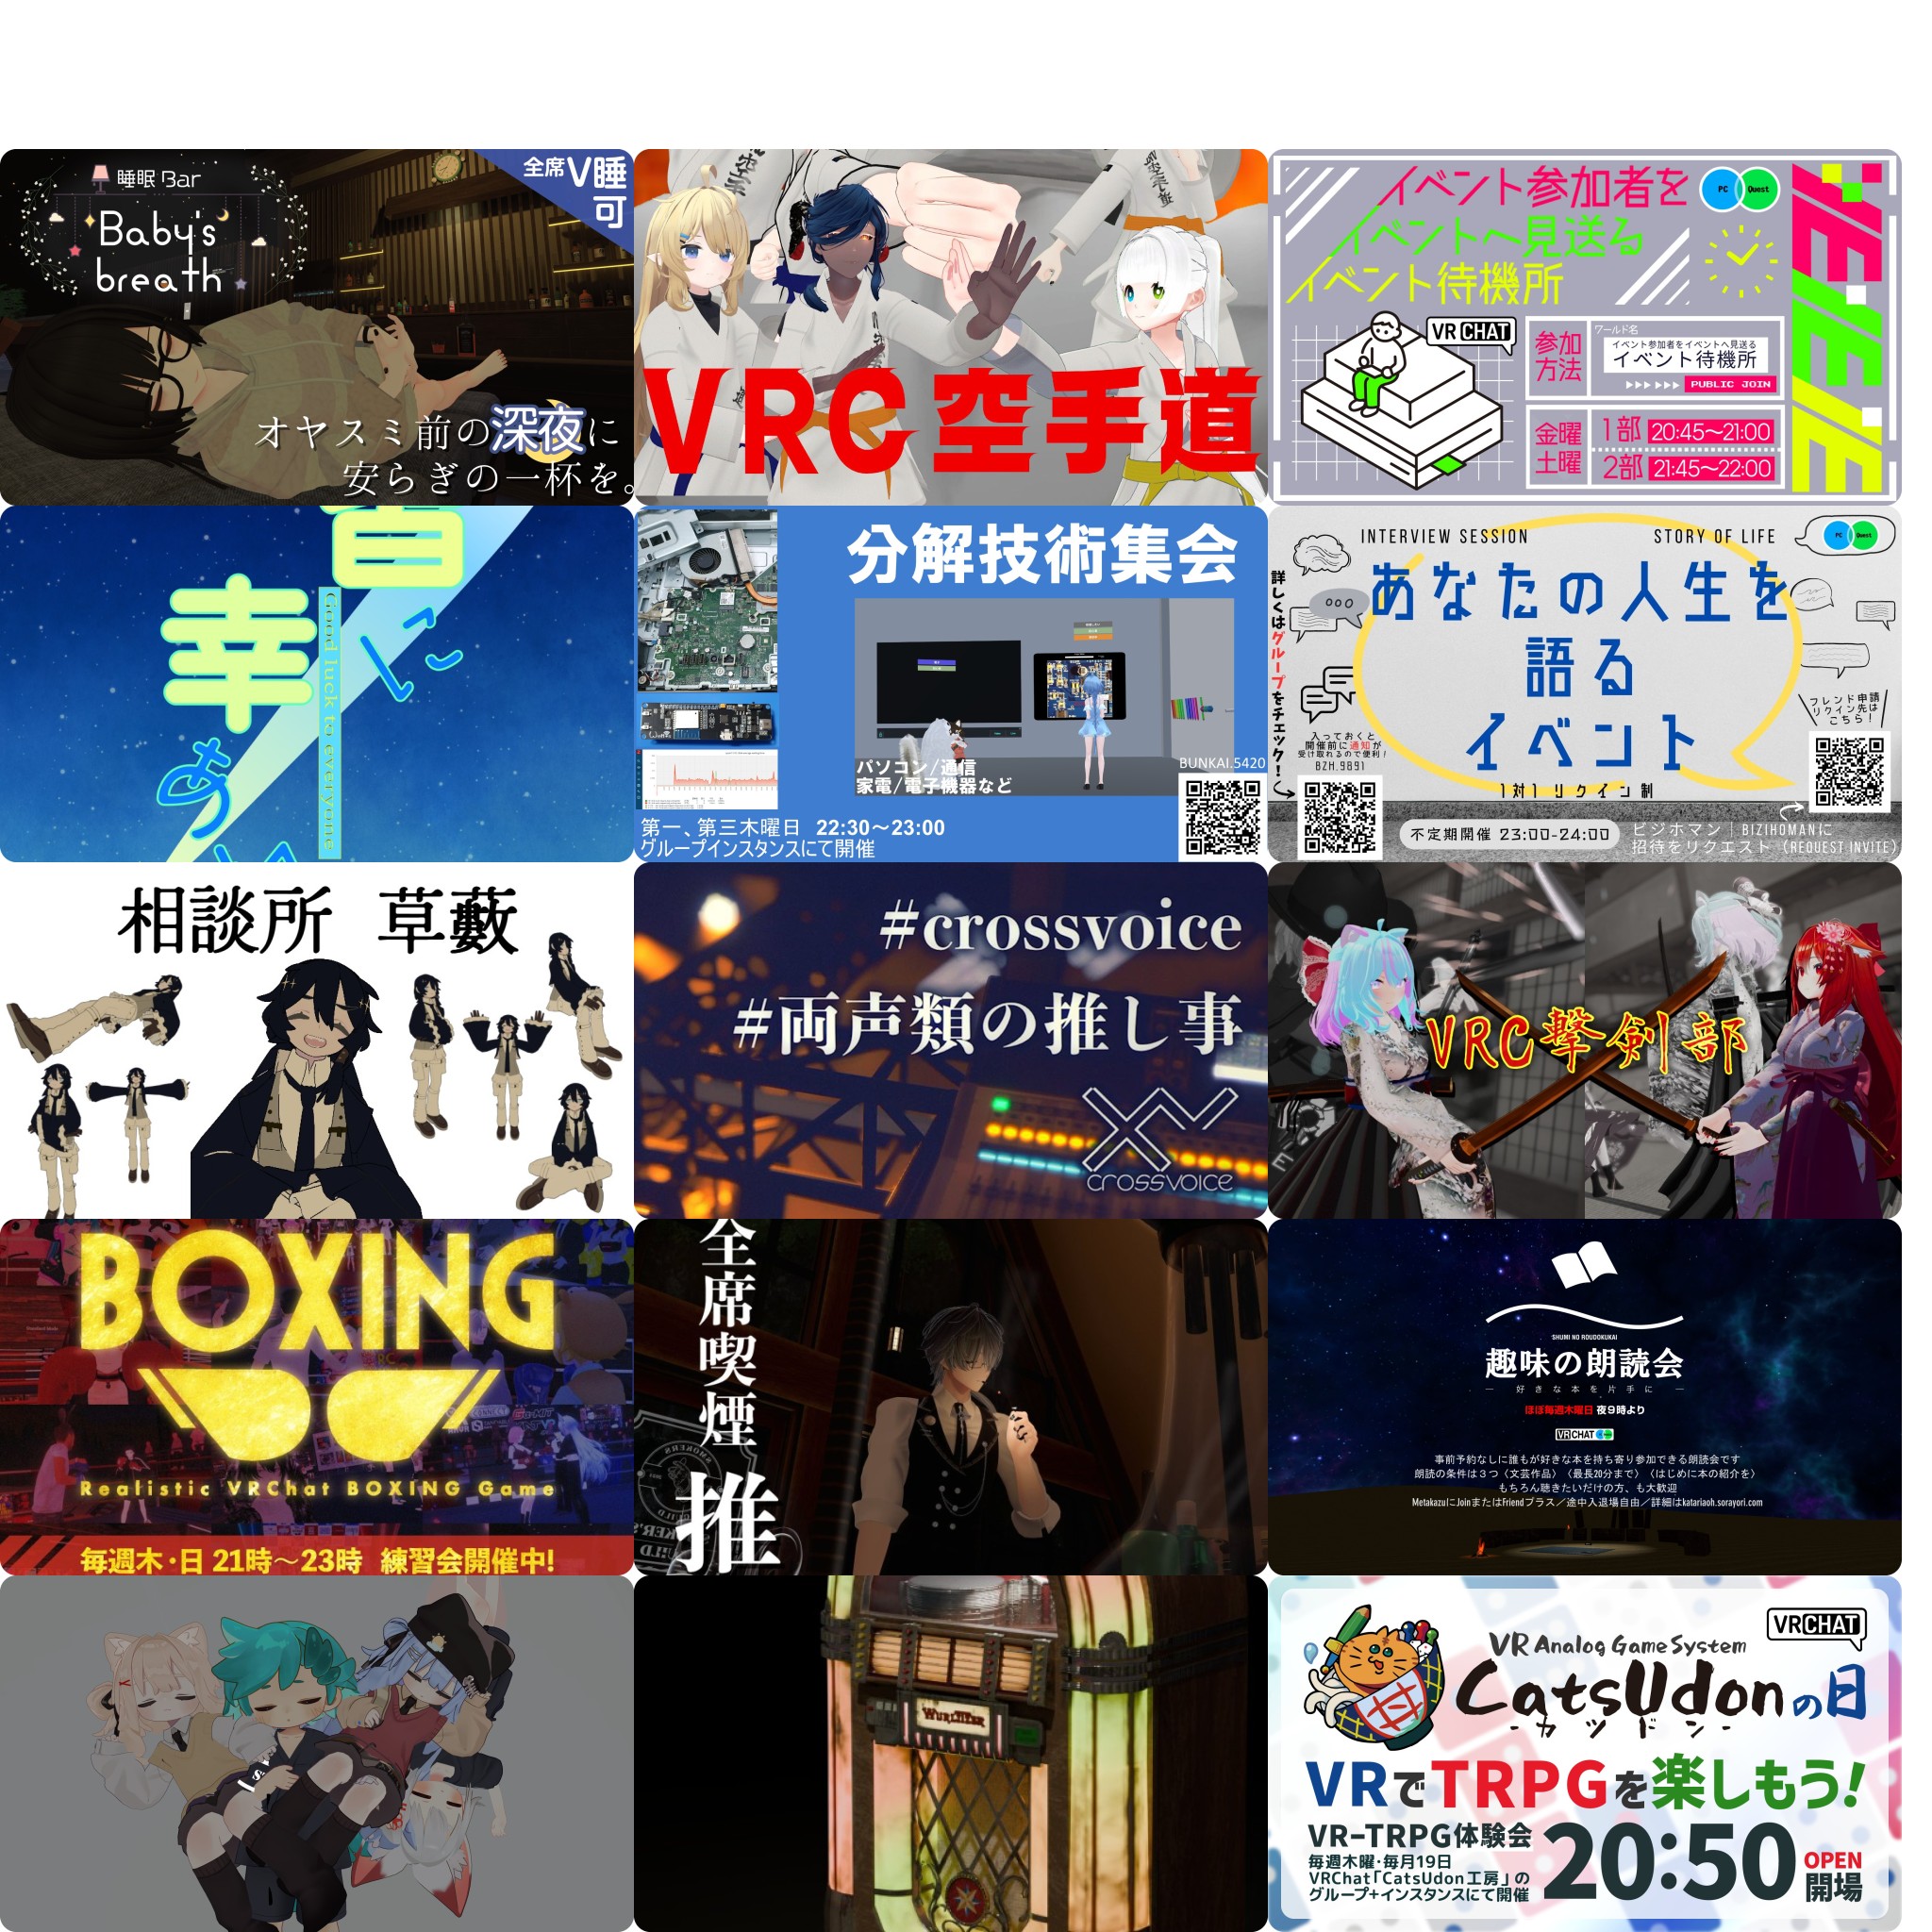 睡眠 Bar
Baby's
breath
全席V睡
可
オヤスミ前の深夜に
安らぎの一杯を。
VRC空手道
イベント参加者を
イベントへ見送る
イベント待機所
PC Quest
VRCHAT
参加
方法
ワールド名
イベント参加者をイベントへ見送る
イベント待機所
PUBLIC JOIN
金曜
土曜
1部 20:45~21:00
2部 21:45~22:00
皆に
幸あ
Good luck to everyone
分解技術集会
パソコン/通信
家電/電子機器など
BUNKAI.5420
第一、第三木曜日 22:30~23:00
グループインスタンスにて開催
INTERVIEW SESSION
STORY OF LIFE
PC Quest
あなたの人生を
語る
イベント
1対1 リクイン制
詳しくはグループをチェック!
入っておくと
開催前に通知が
受け取れるので便利!
BZH.9891
フレンド申請
リクイン先は
こちら!
不定期開催 23:00-24:00
ビジホマン|BIZIHOMANに
招待をリクエスト (REQUEST INVITE)
相談所 草藪
#crossvoice
#両声類の推し事
crossvoice
VRC撃剣部
BOXING
Realistic VRChat BOXING Game
毎週木・日 21時~23時 練習会開催中!
全席喫煙
推
SHUMI NO ROUDOKUKAI
趣味の朗読会
好きな本を片手に
ほぼ毎週木曜日 夜9時より
VRCHAT
事前予約なしに誰もが好きな本を持ち寄り参加できる朗読会です
朗読の条件は3つ〈文芸作品〉〈最長20分まで〉〈はじめに本の紹介を〉
もちろん聴きたいだけの方、も大歓迎
MetakazuにJoinまたはFriendプラス/途中入退場自由/詳細はkatariaoh.sorayori.com
WURLITZER
VRCHAT
VR Analog Game System
CatsUdonの日
-カツドン-
VRでTRPGを楽しもう!
VR-TRPG体験会
毎週木曜・毎月19日
VRChat「CatsUdon工房」の
グループ+インスタンスにて開催
20:50
OPEN
開場